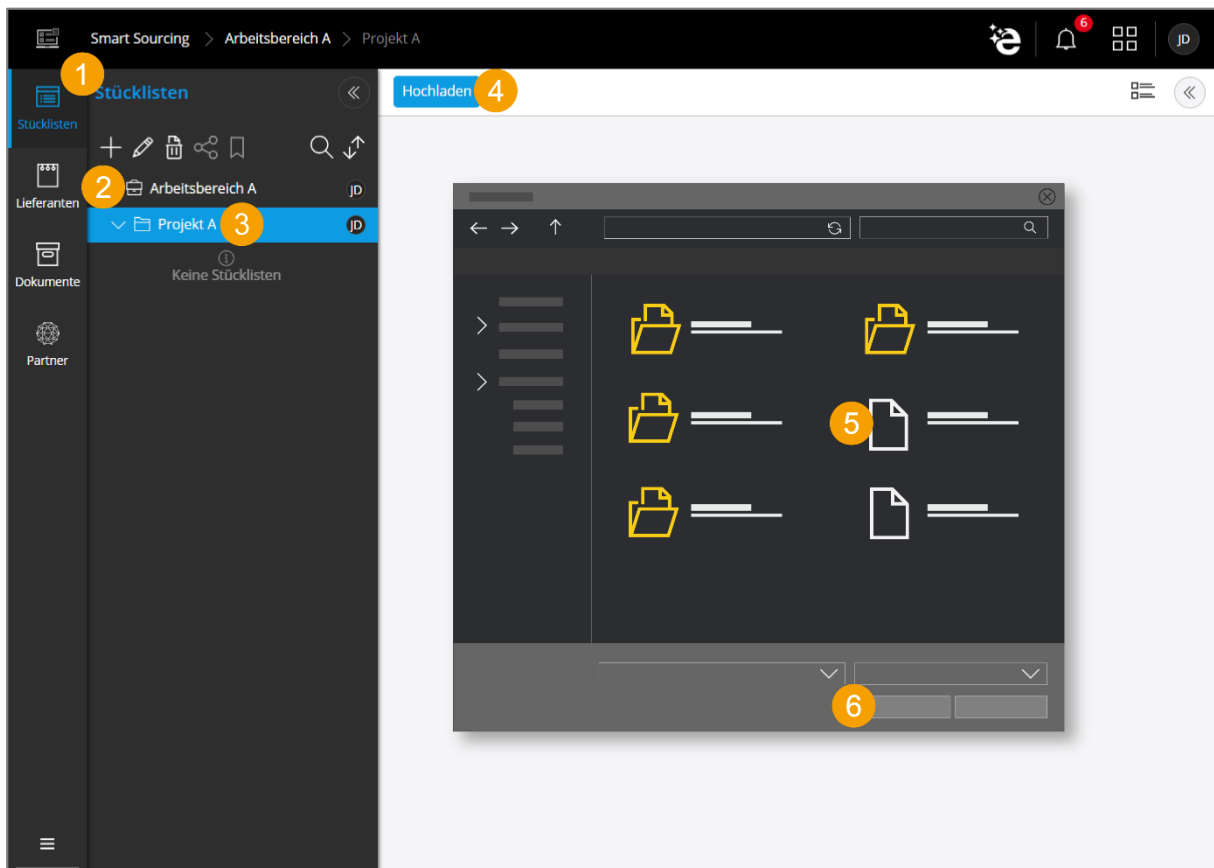 Smart Sourcing > Arbeitsbereich A > Projekt A
6
JD
1
Stücklisten
Stücklisten
Hochladen 4
2 Arbeitsbereich A JD
Lieferanten
Projekt A 3 JD
Keine Stücklisten
Dokumente
Partner
5
6